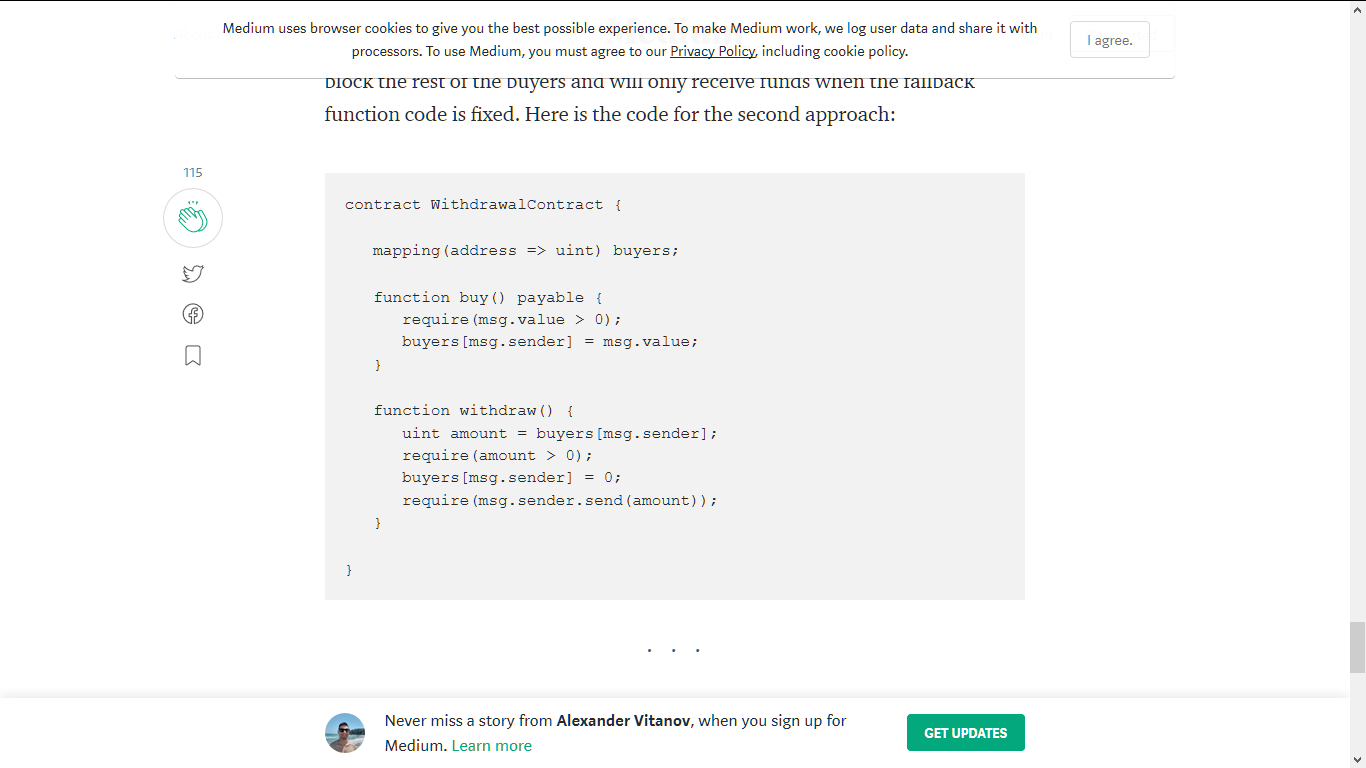 Medium uses browser cookies to give you the best possible experience. To make Medium work, we log user data and share it with
processors. To use Medium, you must agree to our Privacy Policy, including cookie policy.
I agree.
block the rest of the buyers and will only receive funds when the fallback
function code is fixed. Here is the code for the second approach:
115
contract WithdrawalContract {
mapping(address => uint) buyers;
function buy() payable {
require(msg.value > 0);
buyers[msg.sender] = msg.value;
}
function withdraw() {
uint amount = buyers[msg.sender];
require(amount > 0);
buyers[msg.sender] = 0;
require(msg.sender.send(amount));
}
}
. . .
Never miss a story from Alexander Vitanov, when you sign up for
Medium. Learn more
GET UPDATES